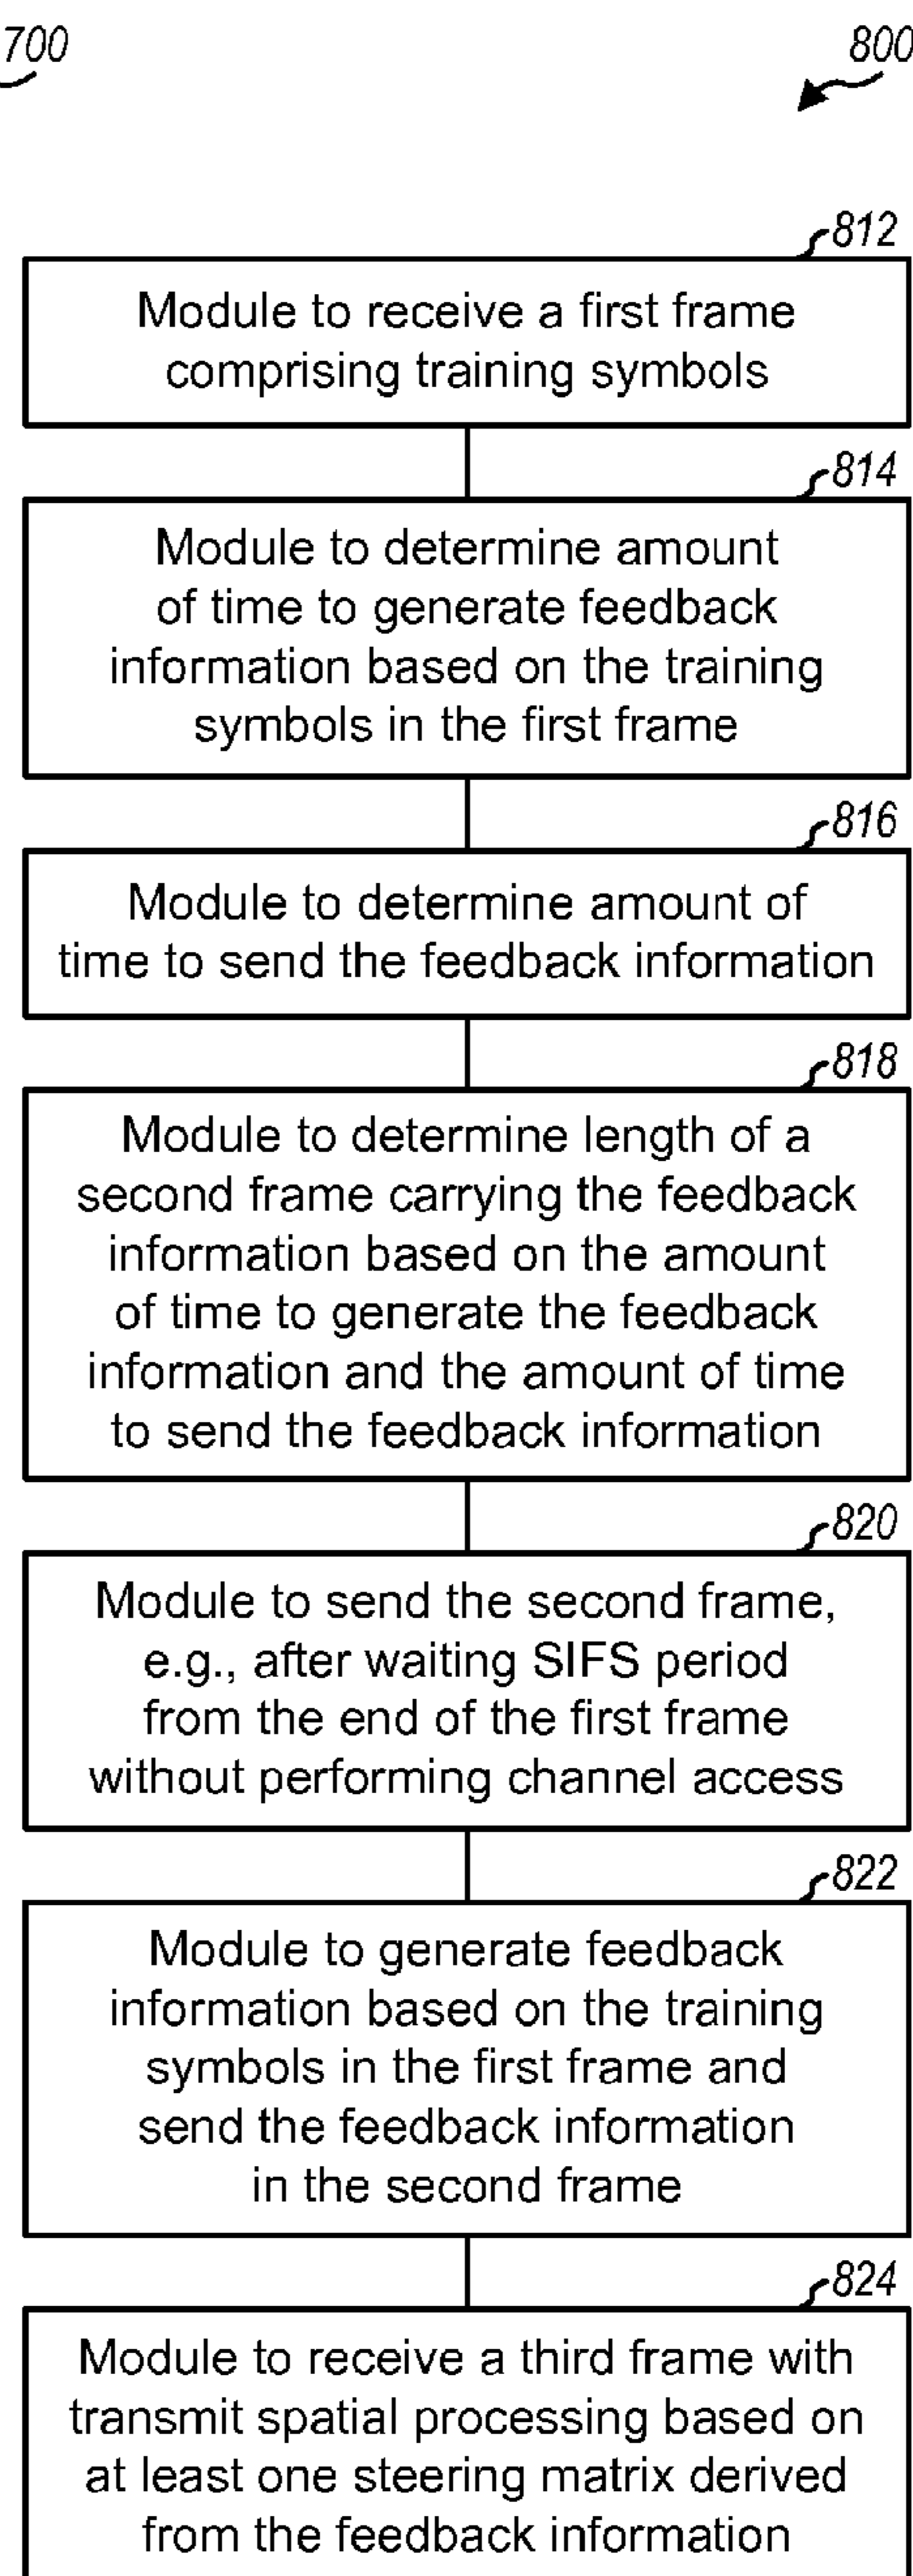 700
800
812
Module to receive a first frame
comprising training symbols
814
Module to determine amount
of time to generate feedback
information based on the training
symbols in the first frame
816
Module to determine amount of
time to send the feedback information
818
Module to determine length of a
second frame carrying the feedback
information based on the amount
of time to generate the feedback
information and the amount of time
to send the feedback information
820
Module to send the second frame,
e.g., after waiting SIFS period
from the end of the first frame
without performing channel access
822
Module to generate feedback
information based on the training
symbols in the first frame and
send the feedback information
in the second frame
824
Module to receive a third frame with
transmit spatial processing based on
at least one steering matrix derived
from the feedback information